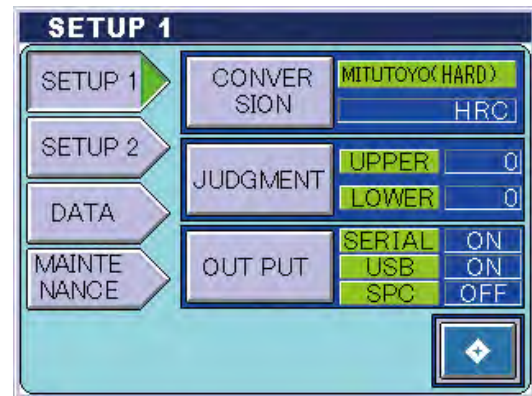 SETUP 1
SETUP 1
SETUP 2
DATA
MAINTE
NANCE
CONVER
SION
MITUTOYO(HARD)
HRC
JUDGMENT
UPPER 0
LOWER 0
OUT PUT
SERIAL ON
USB ON
SPC OFF